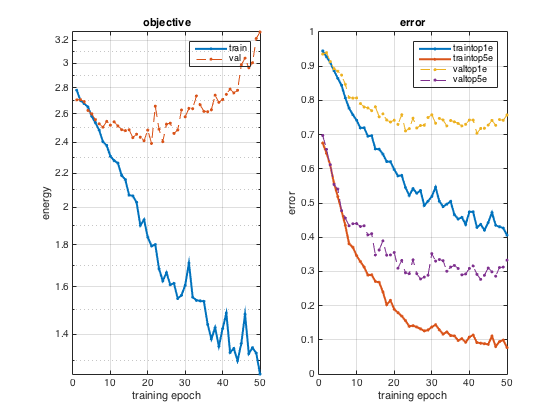 objective
3.2
3
2.8
2.6
2.4
2.2
2
1.8
1.6
1.4
energy
0
10
20
30
40
50
training epoch
train
val
error
1
0.9
0.8
0.7
0.6
0.5
0.4
0.3
0.2
0.1
0
error
0
10
20
30
40
50
training epoch
traintop1e
traintop5e
valtop1e
valtop5e